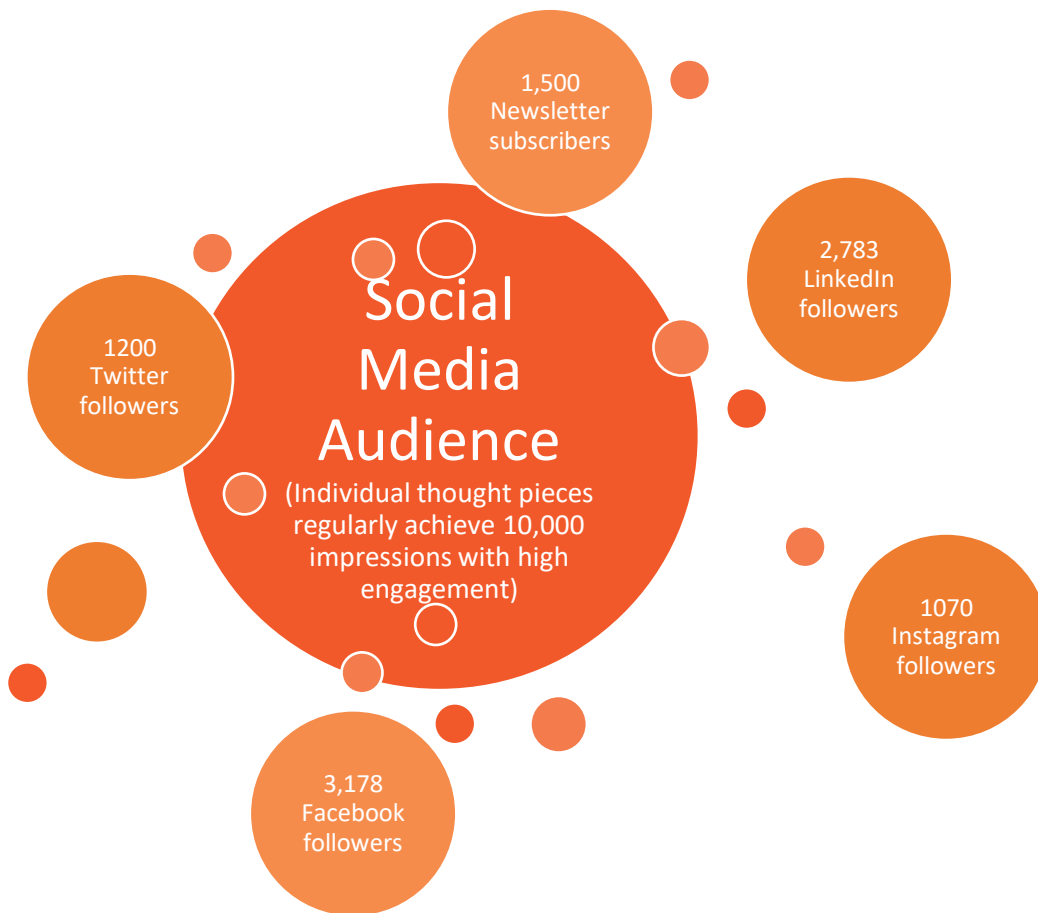 1,500
Newsletter
subscribers
2,783
LinkedIn
followers
Social
Media
Audience
(Individual thought pieces
regularly achieve 10,000
impressions with high
engagement)
1200
Twitter
followers
1070
Instagram
followers
3,178
Facebook
followers